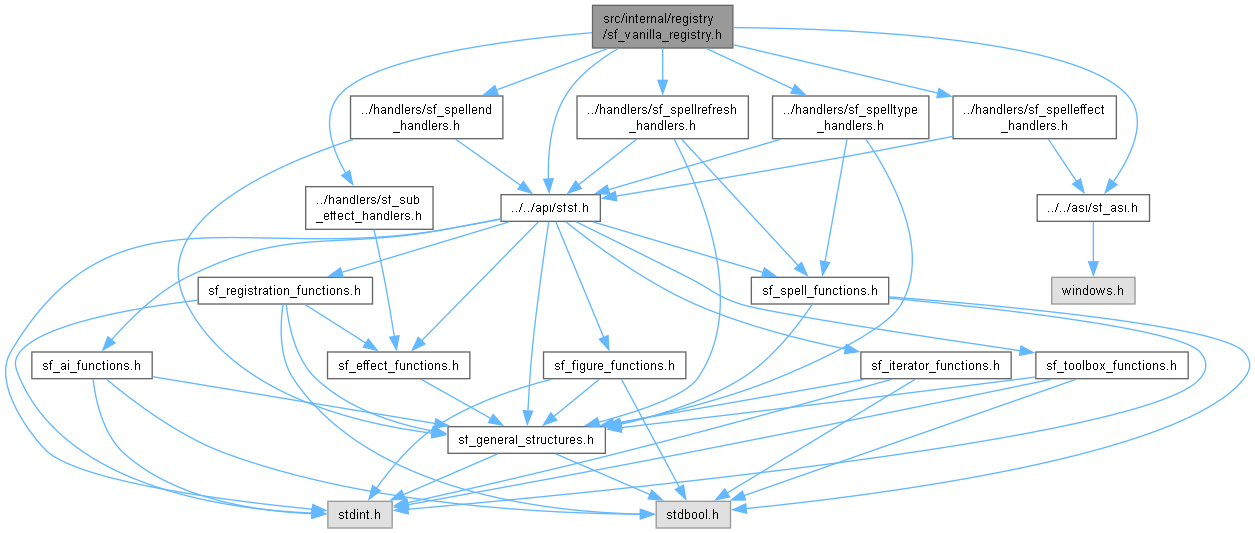 src/internal/registry
/sf_vanilla_registry.h
../handlers/sf_spellend
_handlers.h
../handlers/sf_spellrefresh
_handlers.h
../handlers/sf_spelltype
_handlers.h
../handlers/sf_spelleffect
_handlers.h
../handlers/sf_sub
_effect_handlers.h
../../api/sfsf.h
../../asi/sf_asi.h
sf_registration_functions.h
sf_spell_functions.h
windows.h
sf_ai_functions.h
sf_effect_functions.h
sf_figure_functions.h
sf_iterator_functions.h
sf_toolbox_functions.h
sf_general_structures.h
stdint.h
stdbool.h